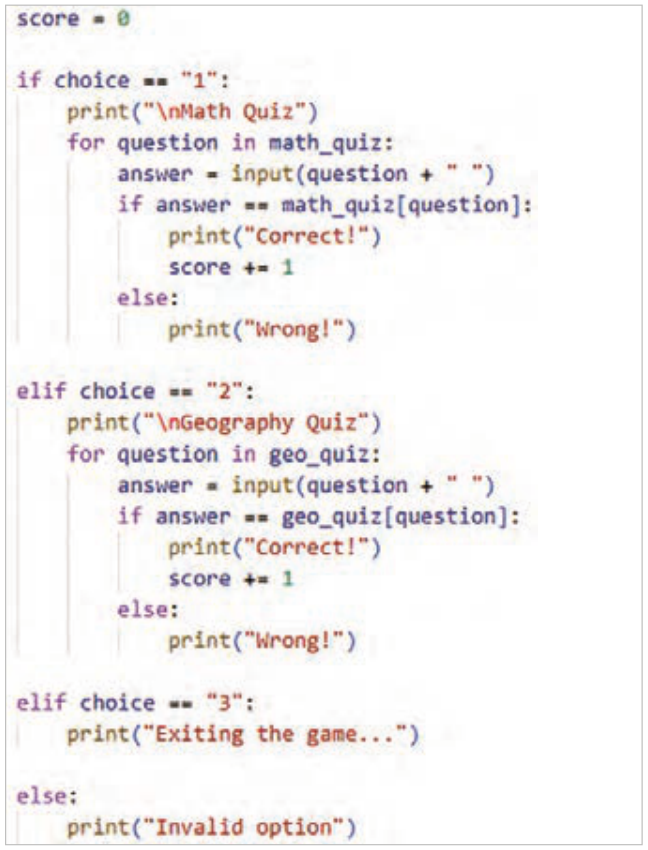 score = 0
if choice == "1":
    print("\nMath Quiz")
    for question in math_quiz:
        answer = input(question + " ")
        if answer == math_quiz[question]:
            print("Correct!")
            score += 1
        else:
            print("Wrong!")
elif choice == "2":
    print("\nGeography Quiz")
    for question in geo_quiz:
        answer = input(question + " ")
        if answer == geo_quiz[question]:
            print("Correct!")
            score += 1
        else:
            print("Wrong!")
elif choice == "3":
    print("Exiting the game...")
else:
    print("Invalid option")